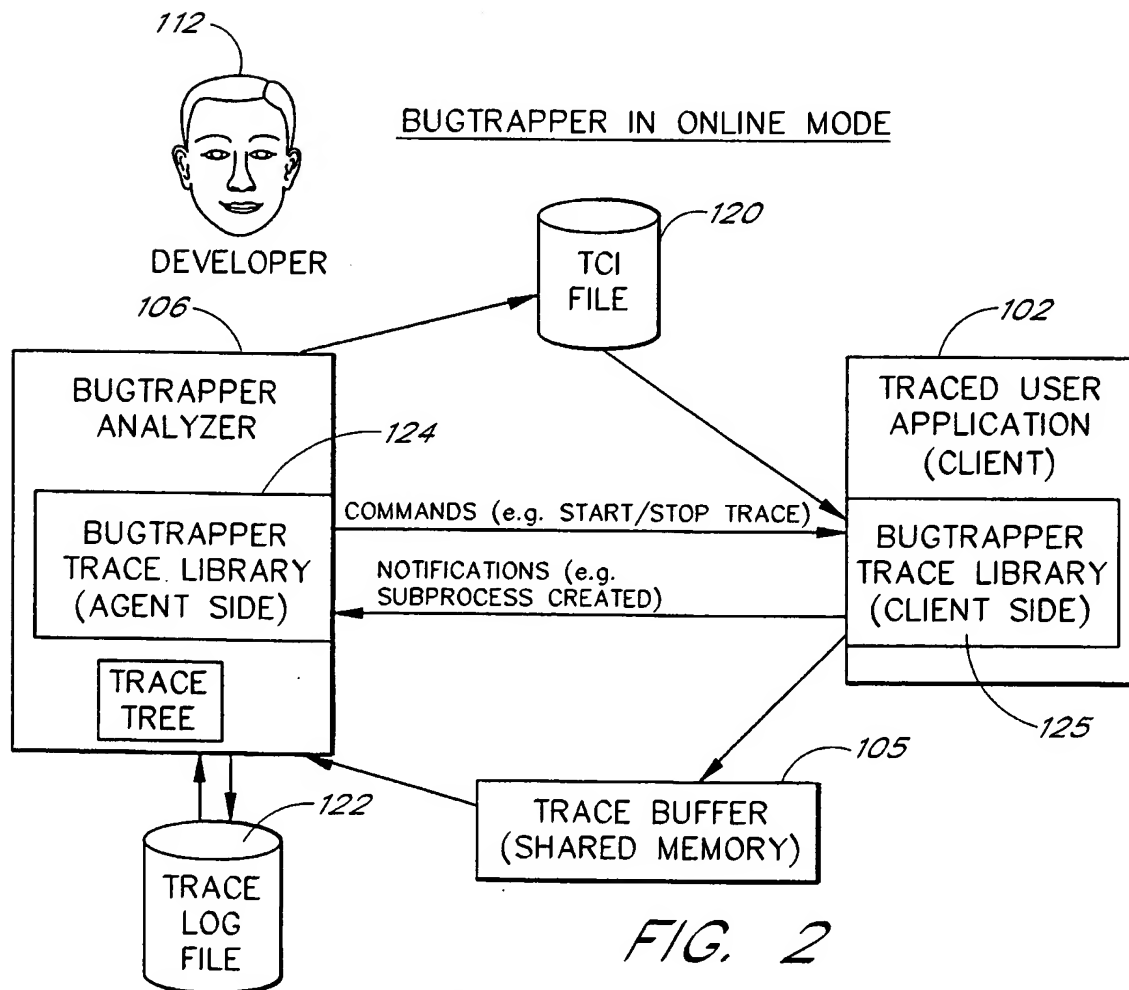 112
BUGTRAPPER IN ONLINE MODE
DEVELOPER
120
TCI
FILE
106
BUGTRAPPER
ANALYZER
124
BUGTRAPPER
TRACE LIBRARY
(AGENT SIDE)
TRACE
TREE
COMMANDS (e.g. START/STOP TRACE)
NOTIFICATIONS (e.g.
SUBPROCESS CREATED)
102
TRACED USER
APPLICATION
(CLIENT)
BUGTRAPPER
TRACE LIBRARY
(CLIENT SIDE)
125
105
TRACE BUFFER
(SHARED MEMORY)
122
TRACE
LOG
FILE
FIG. 2